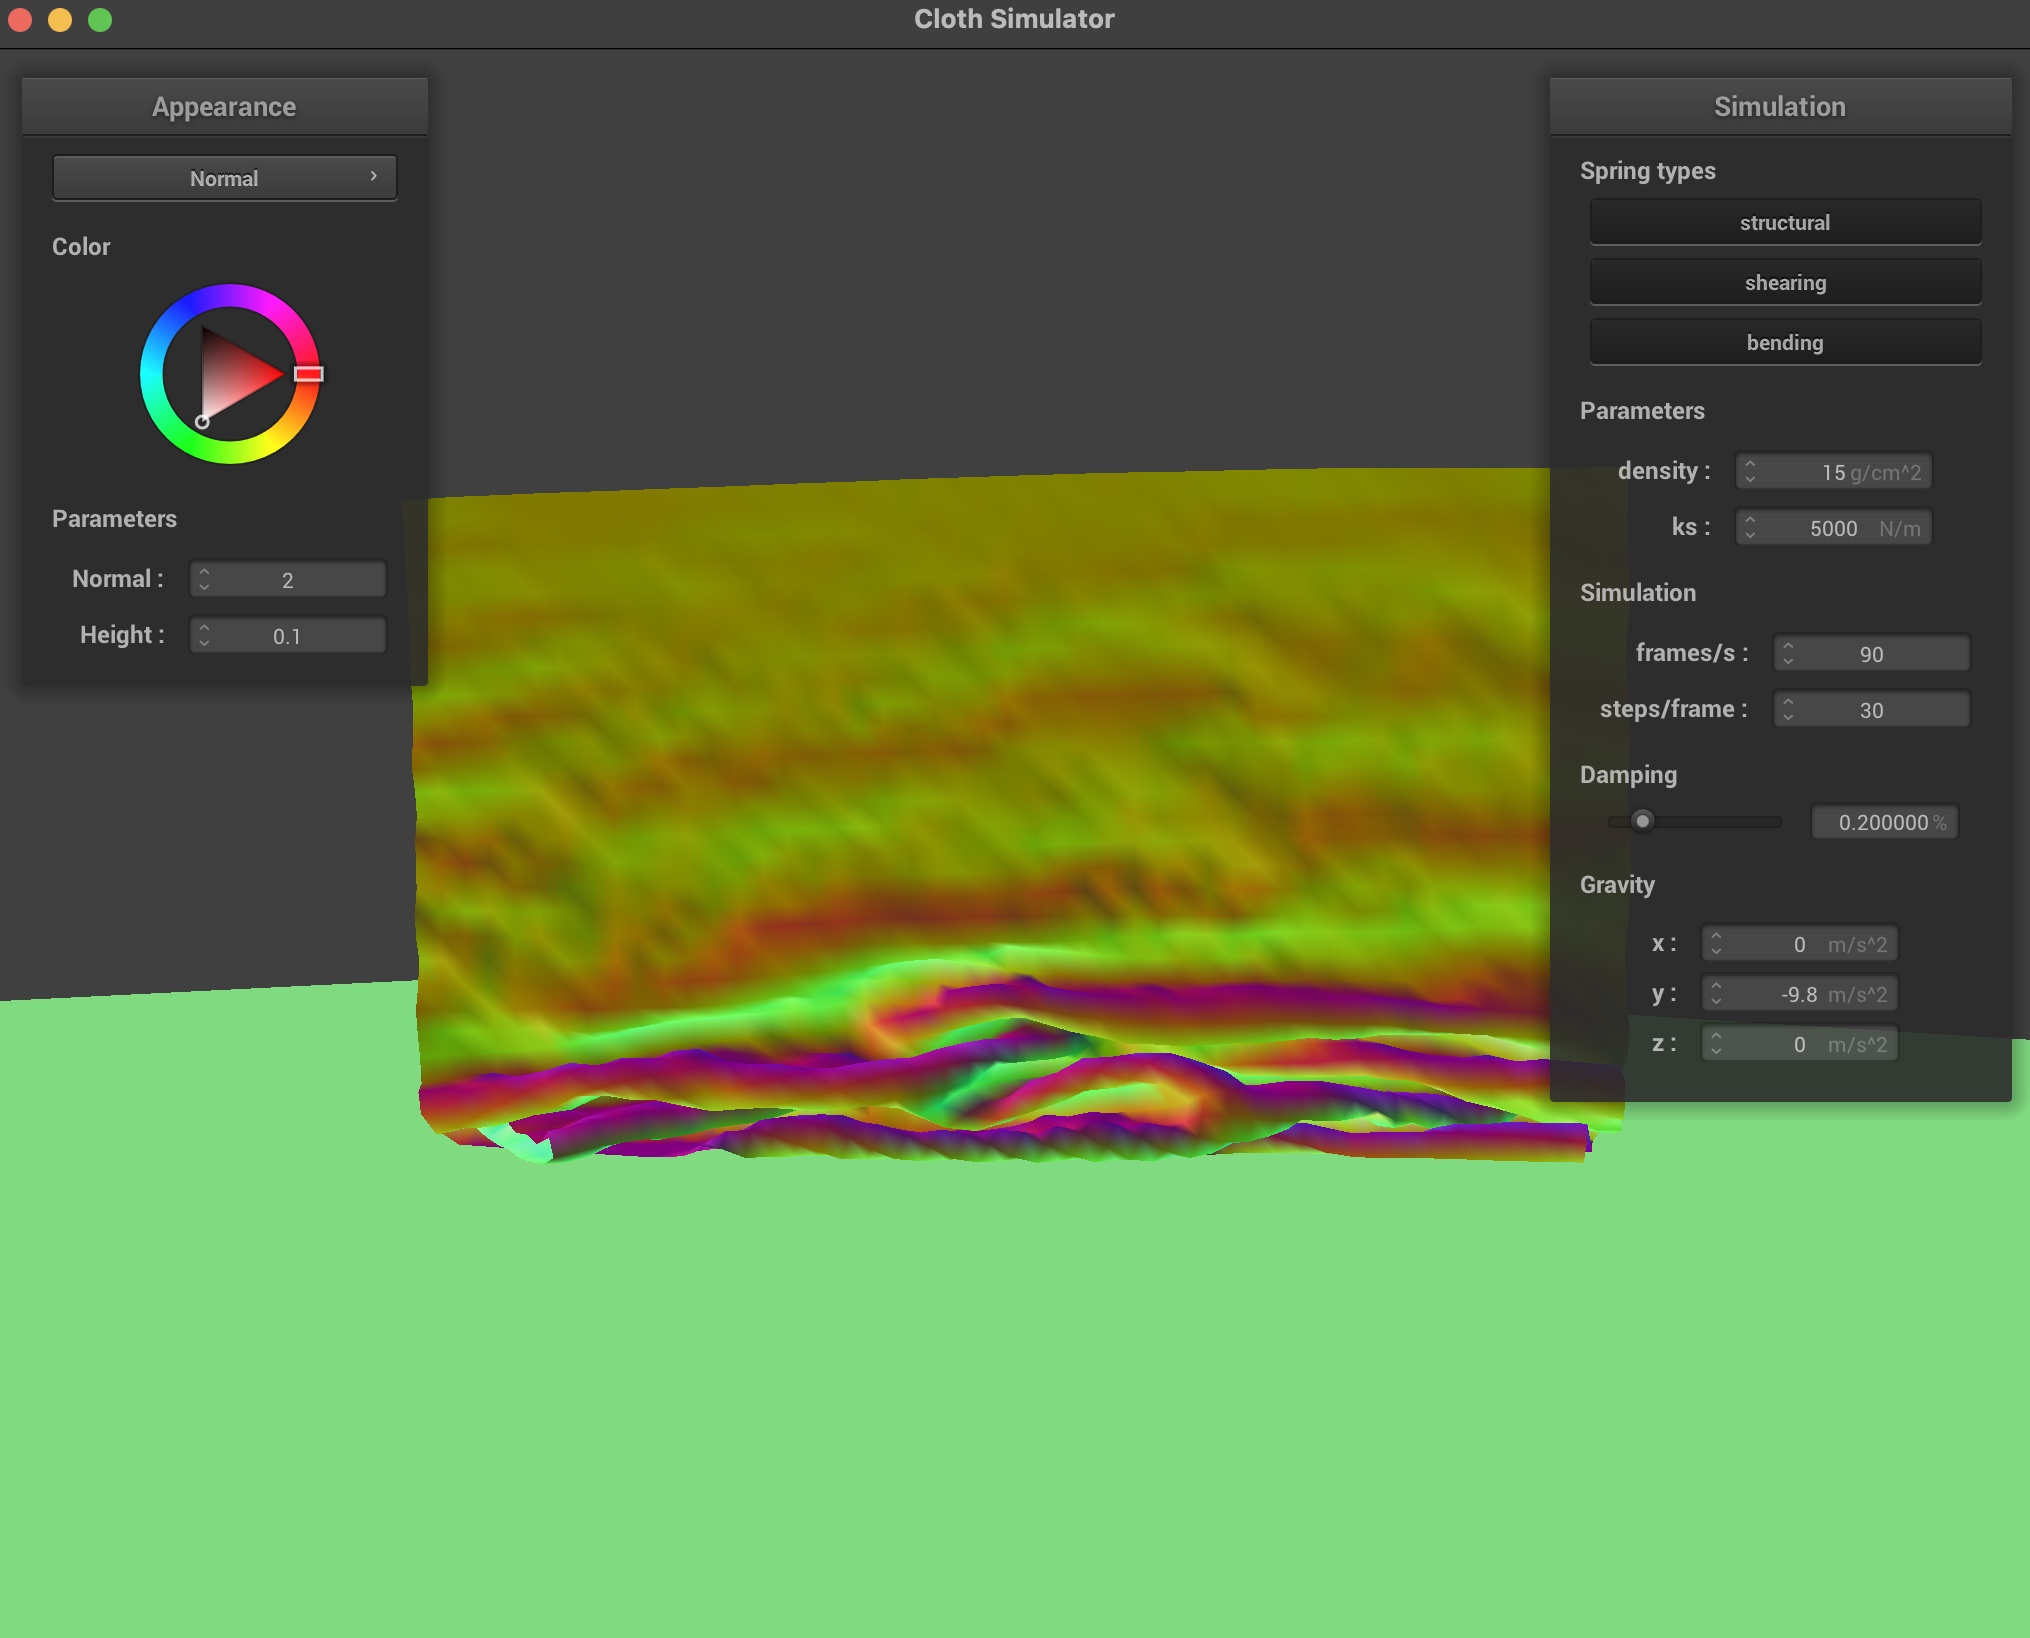 Cloth Simulator
Appearance
Normal
Color
Parameters
Normal : 2
Height : 0.1
Simulation
Spring types
structural
shearing
bending
Parameters
density : 15 g/cm^2
ks : 5000 N/m
Simulation
frames/s : 90
steps/frame : 30
Damping
0.200000 %
Gravity
x : 0 m/s^2
y : -9.8 m/s^2
z : 0 m/s^2